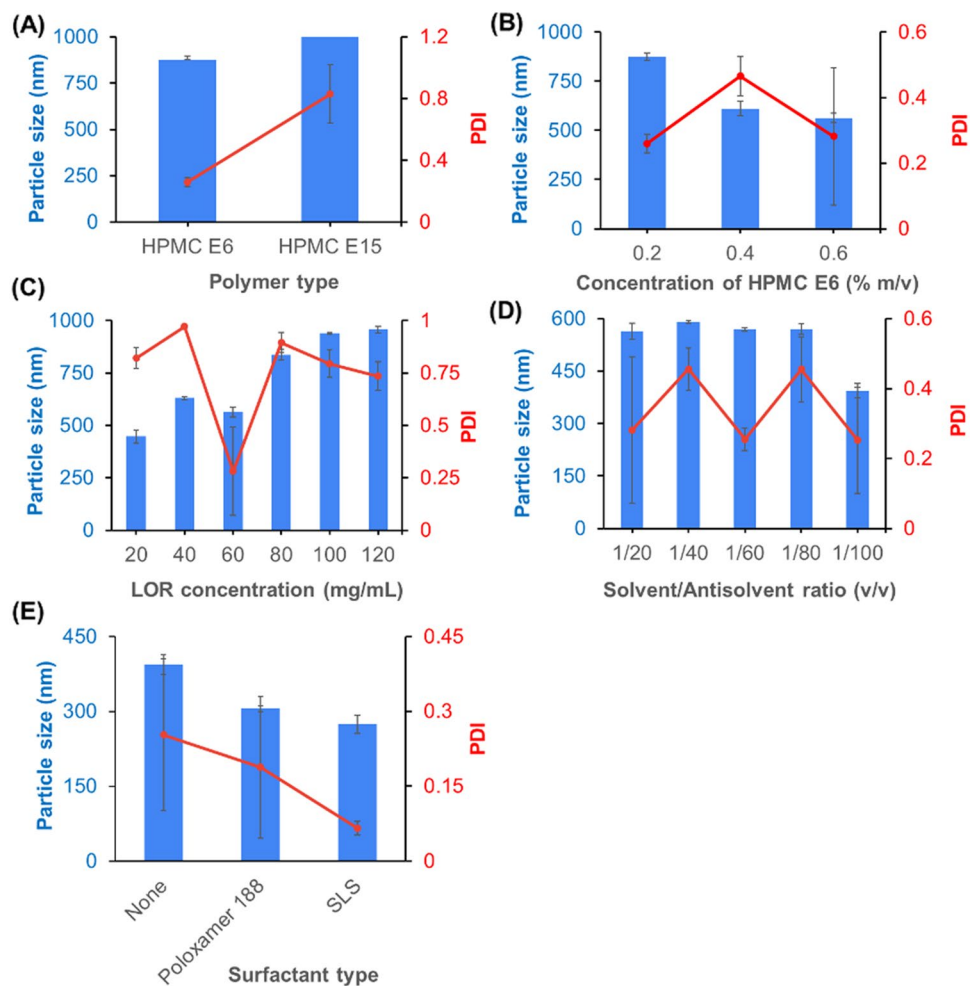 (A)
Particle size (nm)
1000
750
500
250
0
1.2
0.8
0.4
0
PDI
HPMC E6 HPMC E15
Polymer type
(B)
Particle size (nm)
1000
750
500
250
0
0.6
0.4
0.2
0
PDI
0.2 0.4 0.6
Concentration of HPMC E6 (% m/v)
(C)
Particle size (nm)
1000
750
500
250
0
1
0.75
0.5
0.25
0
PDI
20 40 60 80 100 120
LOR concentration (mg/mL)
(D)
Particle size (nm)
600
450
300
150
0
0.6
0.4
0.2
0
PDI
1/20 1/40 1/60 1/80 1/100
Solvent/Antisolvent ratio (v/v)
(E)
Particle size (nm)
450
300
150
0
0.45
0.3
0.15
0
PDI
None
Poloxamer 188
SLS
Surfactant type